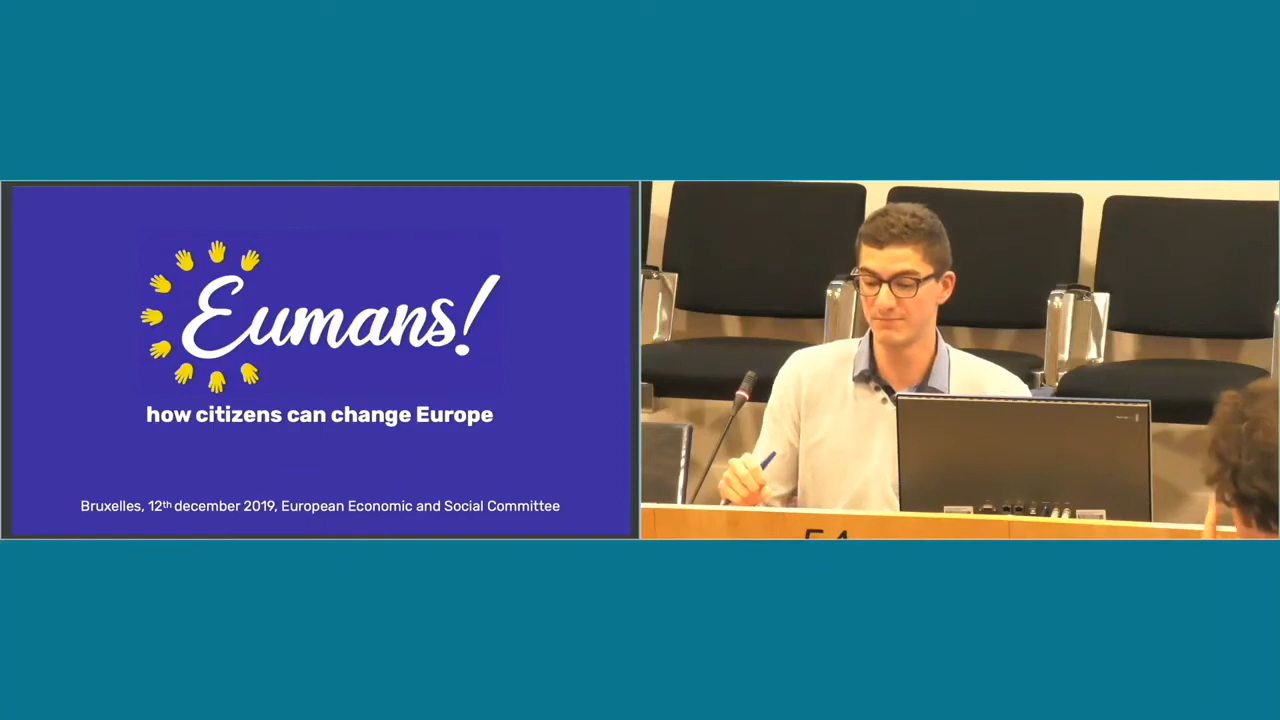 Eumans!
how citizens can change Europe
Bruxelles, 12th december 2019, European Economic and Social Committee